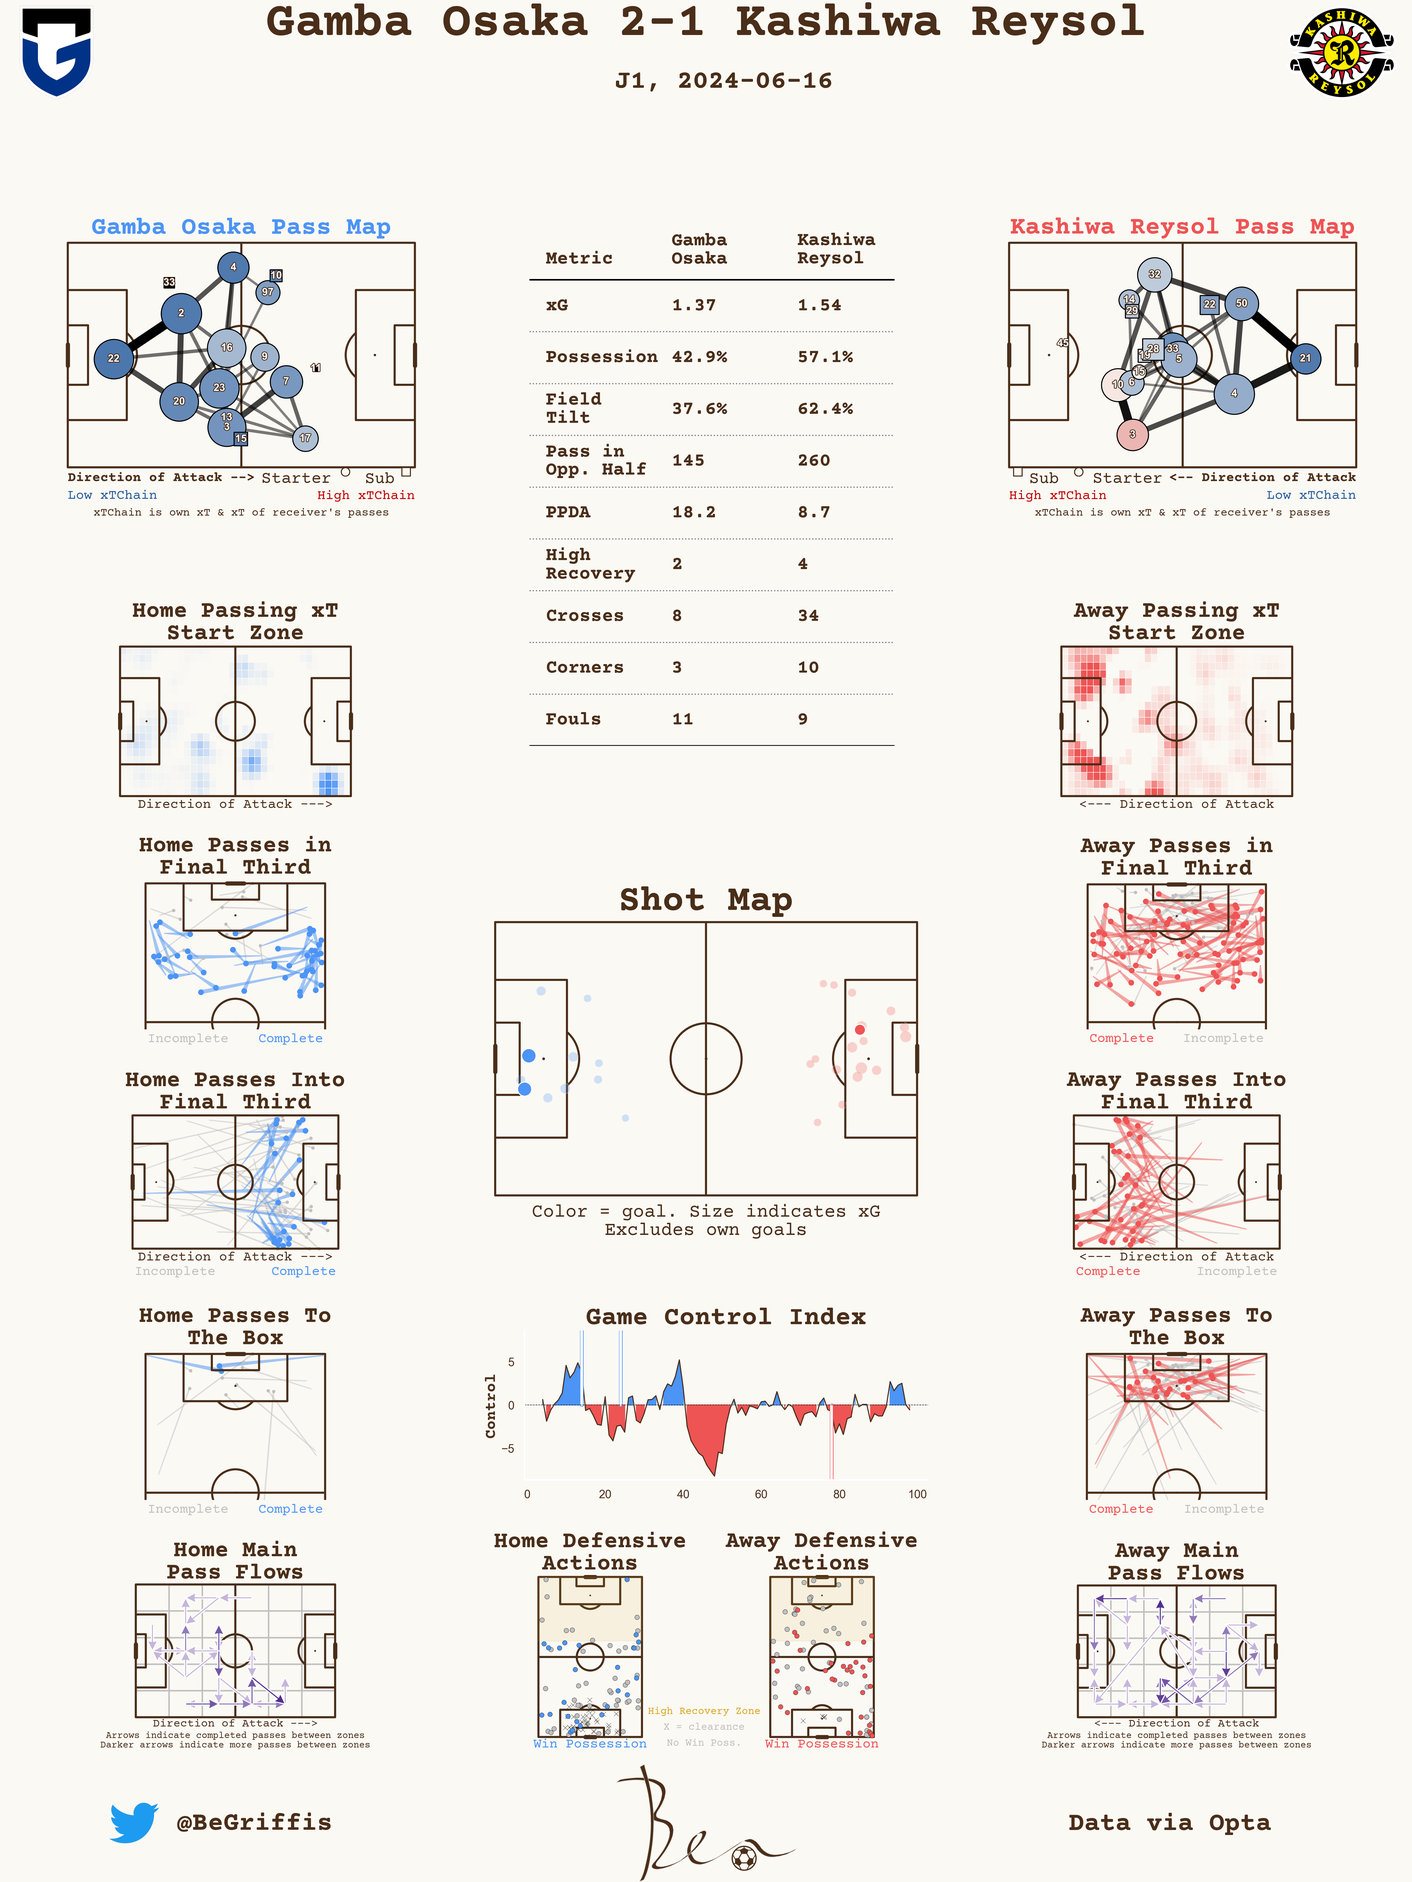 Gamba Osaka 2-1 Kashiwa Reysol
J1, 2024-06-16
KASHIWA
R
REYSOL
Gamba Osaka Pass Map
4
10
33
97
2
16
22
9
11
7
23
20
13
3
15
17
Direction of Attack --> Starter Sub
Low xTChain High xTChain
xTChain is own xT & xT of receiver's passes
Metric Gamba Osaka Kashiwa Reysol
xG 1.37 1.54
Possession 42.9% 57.1%
Field Tilt 37.6% 62.4%
Pass in Opp. Half 145 260
PPDA 18.2 8.7
High Recovery 2 4
Crosses 8 34
Corners 3 10
Fouls 11 9
Kashiwa Reysol Pass Map
32
14
29
22
50
45
19
28
33
5
21
15
10
6
4
3
Sub Starter <-- Direction of Attack
High xTChain Low xTChain
xTChain is own xT & xT of receiver's passes
Home Passing xT
Start Zone
Direction of Attack --->
Away Passing xT
Start Zone
<--- Direction of Attack
Home Passes in
Final Third
Incomplete Complete
Away Passes in
Final Third
Complete Incomplete
Shot Map
Color = goal. Size indicates xG
Excludes own goals
Home Passes Into
Final Third
Direction of Attack --->
Incomplete Complete
Away Passes Into
Final Third
<--- Direction of Attack
Complete Incomplete
Home Passes To
The Box
Incomplete Complete
Game Control Index
Control
5
0
−5
0 20 40 60 80 100
Away Passes To
The Box
Complete Incomplete
Home Main
Pass Flows
Direction of Attack --->
Arrows indicate completed passes between zones
Darker arrows indicate more passes between zones
Home Defensive
Actions
Win Possession
High Recovery Zone
X = clearance
No Win Poss.
Away Defensive
Actions
Win Possession
Away Main
Pass Flows
<--- Direction of Attack
Arrows indicate completed passes between zones
Darker arrows indicate more passes between zones
@BeGriffis
Ben
Data via Opta